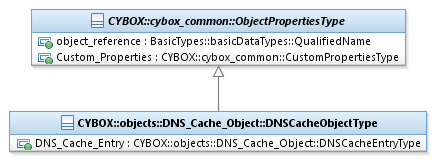 CYBOX::cybox_common::ObjectPropertiesType
object_reference : BasicTypes::basicDataTypes::QualifiedName
Custom_Properties : CYBOX::cybox_common::CustomPropertiesType
CYBOX::objects::DNS_Cache_Object::DNSCacheObjectType
DNS_Cache_Entry : CYBOX::objects::DNS_Cache_Object::DNSCacheEntryType